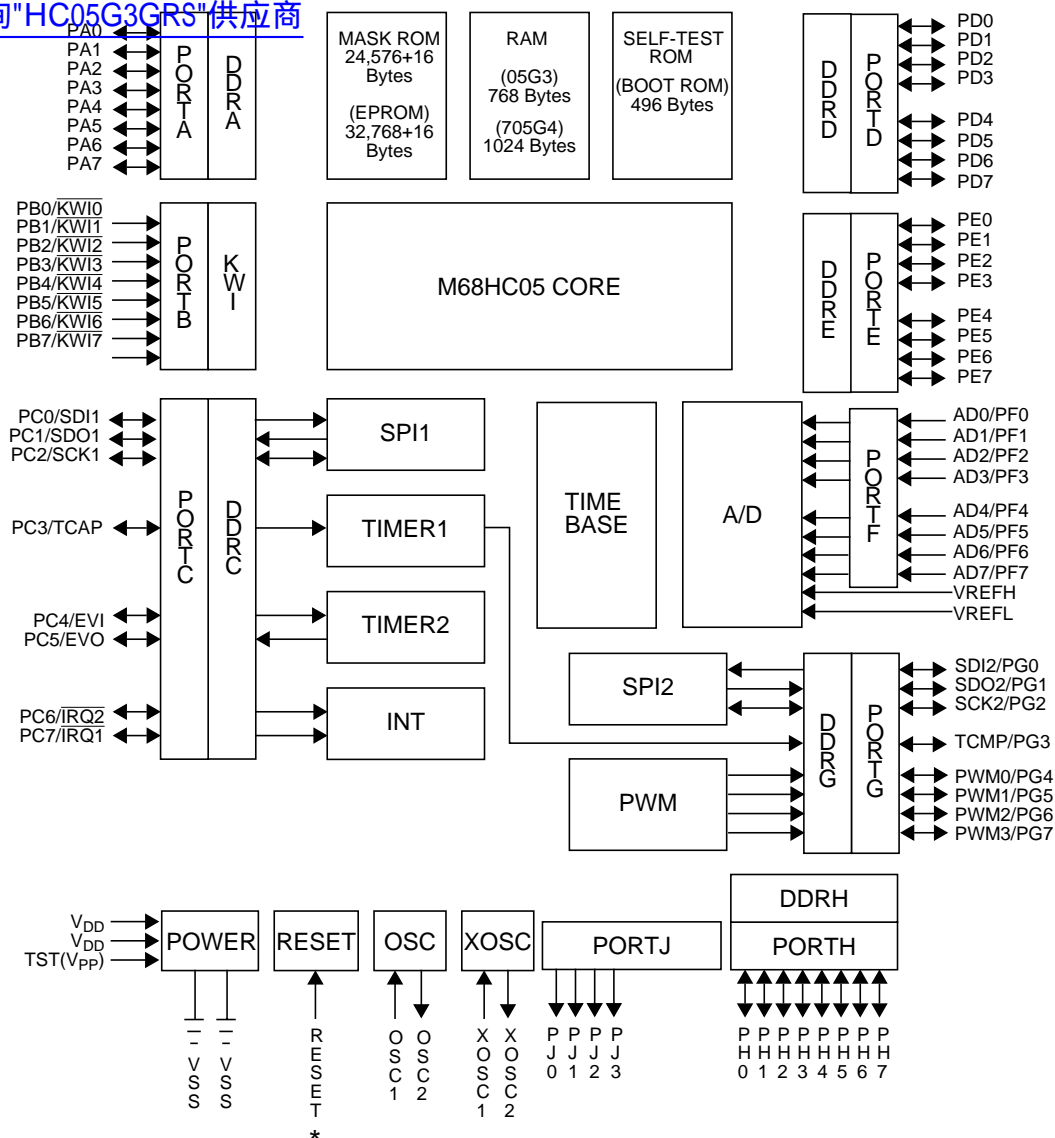 询"HC05G3GRS"供应商
PA0
PA1
PA2
PA3
PA4
PA5
PA6
PA7
PORTA
DDRA
MASK ROM
24,576+16
Bytes
(EPROM)
32,768+16
Bytes
RAM
(05G3)
768 Bytes
(705G4)
1024 Bytes
SELF-TEST
ROM
(BOOT ROM)
496 Bytes
DDRD
PORTD
PD0
PD1
PD2
PD3
PD4
PD5
PD6
PD7
PB0/KWI0
PB1/KWI1
PB2/KWI2
PB3/KWI3
PB4/KWI4
PB5/KWI5
PB6/KWI6
PB7/KWI7
PORTB
KWI
M68HC05 CORE
DDRE
PORTE
PE0
PE1
PE2
PE3
PE4
PE5
PE6
PE7
PC0/SDI1
PC1/SDO1
PC2/SCK1
PC3/TCAP
PC4/EVI
PC5/EVO
PC6/IRQ2
PC7/IRQ1
PORTC
DDRC
SPI1
TIMER1
TIMER2
INT
TIME
BASE
A/D
PORTF
AD0/PF0
AD1/PF1
AD2/PF2
AD3/PF3
AD4/PF4
AD5/PF5
AD6/PF6
AD7/PF7
VREFH
VREFL
SPI2
PWM
DDRG
PORTG
SDI2/PG0
SDO2/PG1
SCK2/PG2
TCMP/PG3
PWM0/PG4
PWM1/PG5
PWM2/PG6
PWM3/PG7
VDD
VDD
TST(VPP)
POWER
RESET
OSC
XOSC
PORTJ
DDRH
PORTH
VSS
VSS
RESET*
OSC1
OSC2
XOSC1
XOSC2
PJ0
PJ1
PJ2
PJ3
PH0
PH1
PH2
PH3
PH4
PH5
PH6
PH7